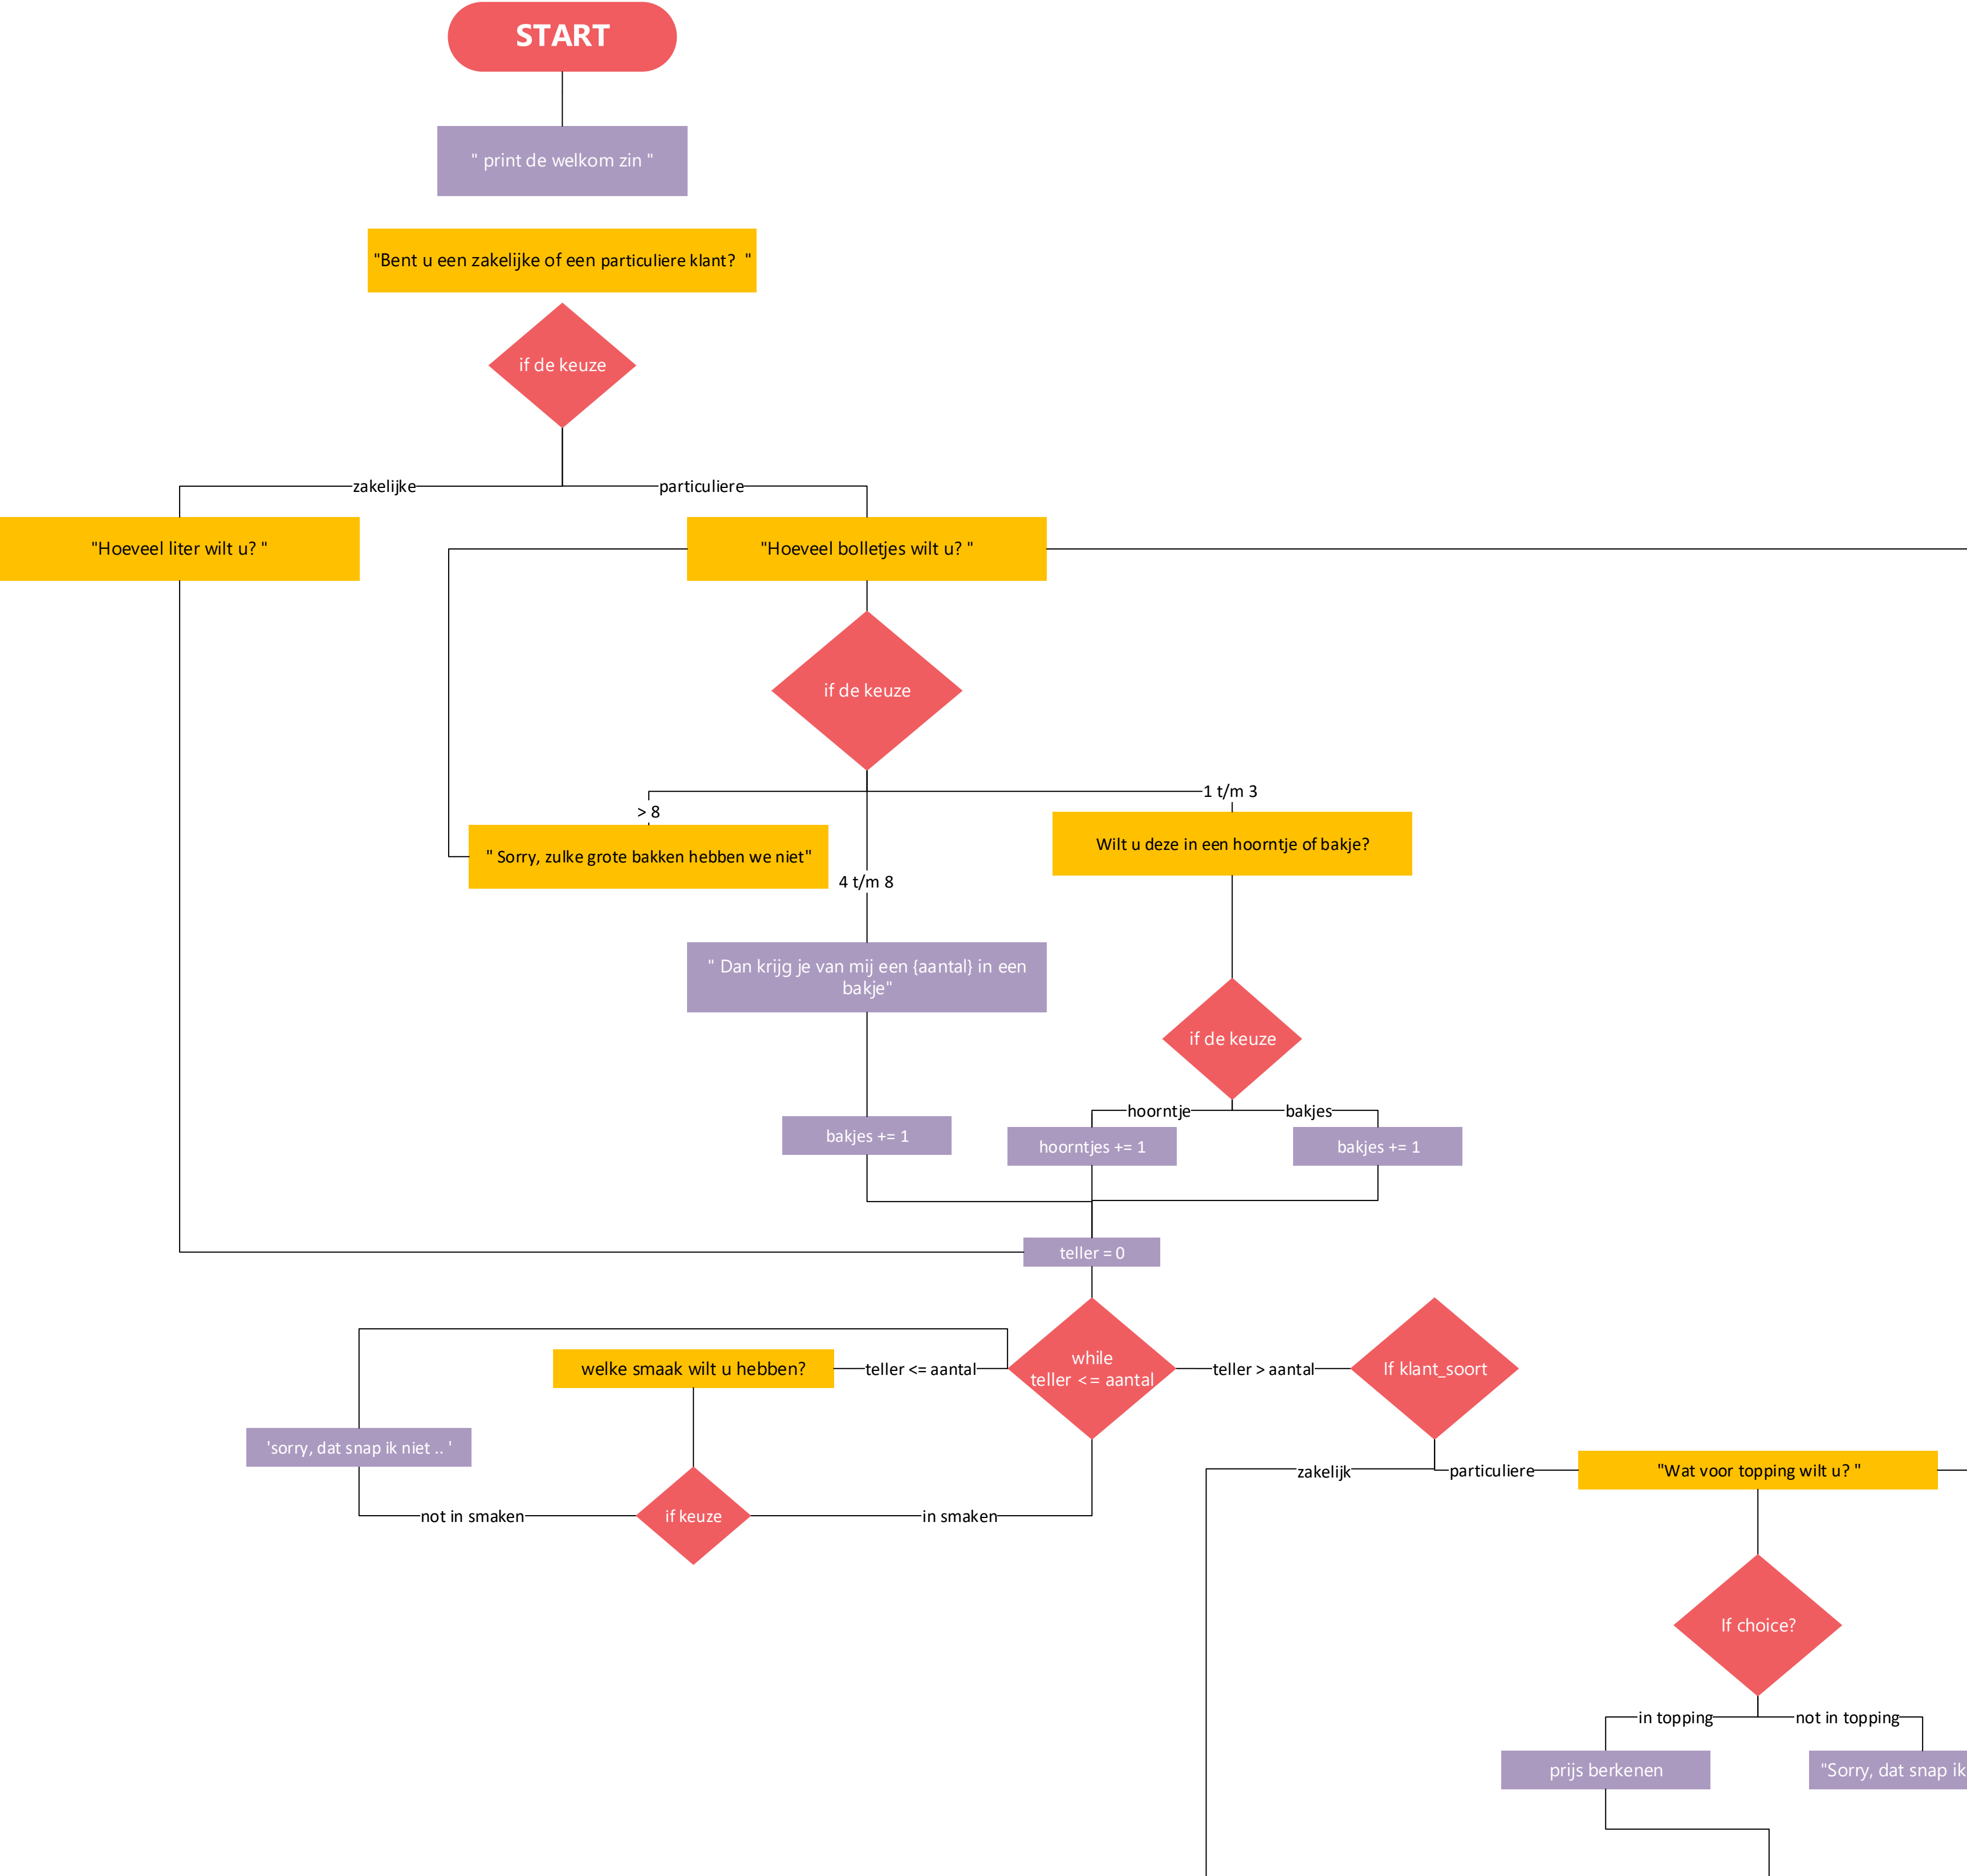 START
" print de welkom zin "
"Bent u een zakelijke of een particuliere klant?  "
if de keuze
zakelijke
particuliere
"Hoeveel liter wilt u? "
"Hoeveel bolletjes wilt u? "
if de keuze
> 8
1 t/m 3
" Sorry, zulke grote bakken hebben we niet"
Wilt u deze in een hoorntje of bakje?
4 t/m 8
" Dan krijg je van mij een {aantal} in een
bakje"
if de keuze
hoorntje
bakjes
bakjes += 1
hoorntjes += 1
bakjes += 1
teller = 0
welke smaak wilt u hebben?
teller <= aantal
while
teller <= aantal
teller > aantal
If klant_soort
'sorry, dat snap ik niet .. '
zakelijk
particuliere
"Wat voor topping wilt u? "
not in smaken
if keuze
in smaken
If choice?
in topping
not in topping
prijs berkenen
"Sorry, dat snap ik